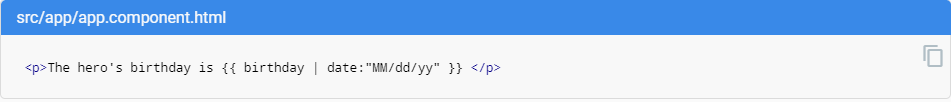 src/app/app.component.html
<p>The hero's birthday is {{ birthday | date:"MM/dd/yy" }} </p>